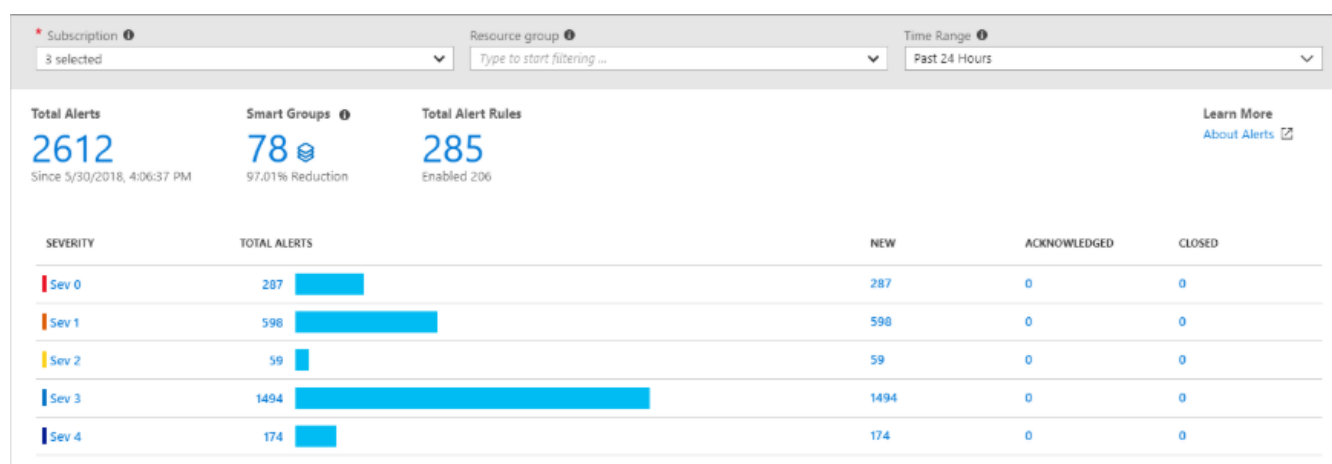 * Subscription Resource group Time Range
3 selected Type to start filtering ... Past 24 Hours
Total Alerts Smart Groups Total Alert Rules Learn More
2612 78 285 About Alerts
Since 5/30/2018, 4:06:37 PM 97.01% Reduction Enabled 206
SEVERITY TOTAL ALERTS NEW ACKNOWLEDGED CLOSED
Sev 0 287 287 0 0
Sev 1 598 598 0 0
Sev 2 59 59 0 0
Sev 3 1494 1494 0 0
Sev 4 174 174 0 0